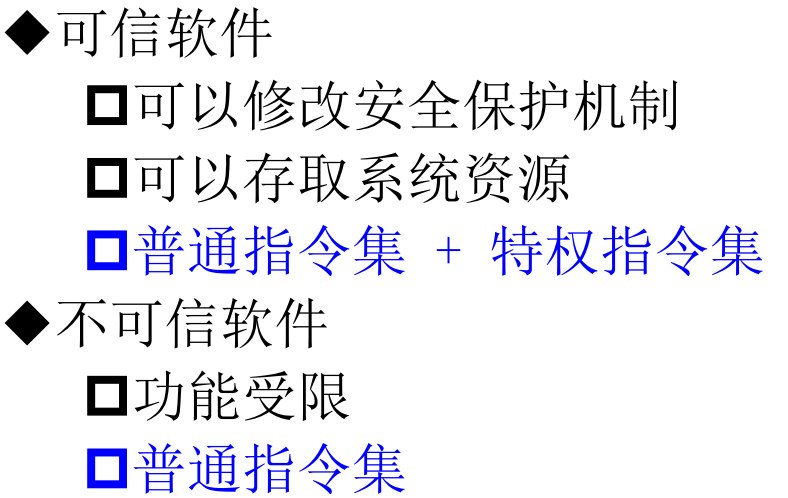 ◆可信软件
可以修改安全保护机制
可以存取系统资源
普通指令集 + 特权指令集
◆不可信软件
功能受限
普通指令集